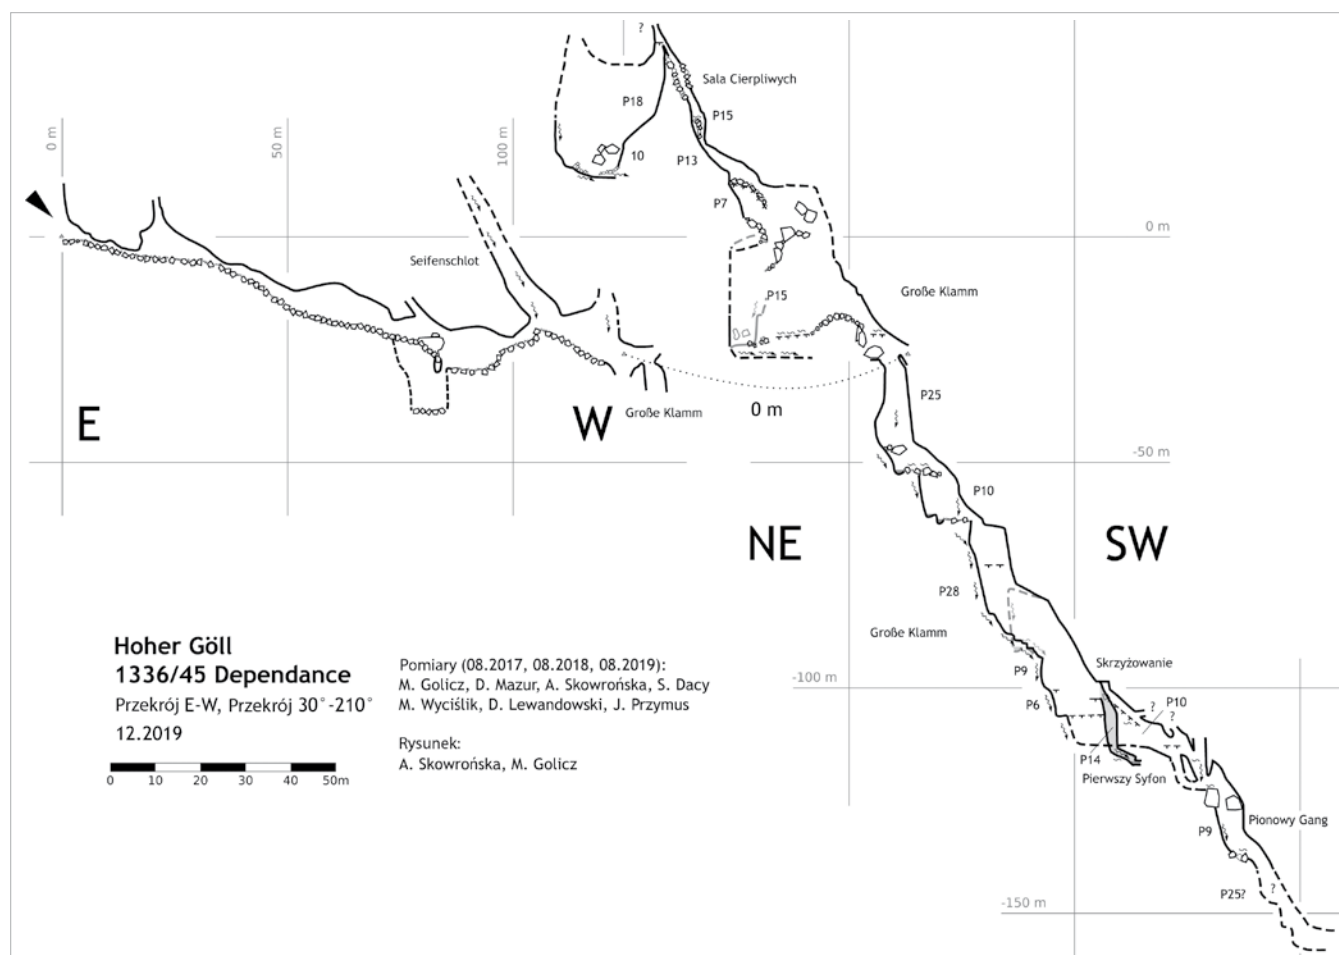 ?
Sala Cierpliwych
P18
P15
0 m
50 m
100 m
10
P13
P7
0 m
Seifenschlot
Große Klamm
P15
P25
Große Klamm
0 m
E
W
-50 m
P10
NE
SW
P28
Große Klamm
Skrzyżowanie
-100 m
P9
P6
?
?
P10
P14
Pierwszy Syfon
Pionowy Gang
P9
P25?
?
-150 m
Hoher Göll
1336/45 Dependance
Przekrój E-W, Przekrój 30°-210°
12.2019
0 10 20 30 40 50m
Pomiary (08.2017, 08.2018, 08.2019):
M. Golicz, D. Mazur, A. Skowrońska, S. Dacy
M. Wyciślik, D. Lewandowski, J. Przymus
Rysunek:
A. Skowrońska, M. Golicz